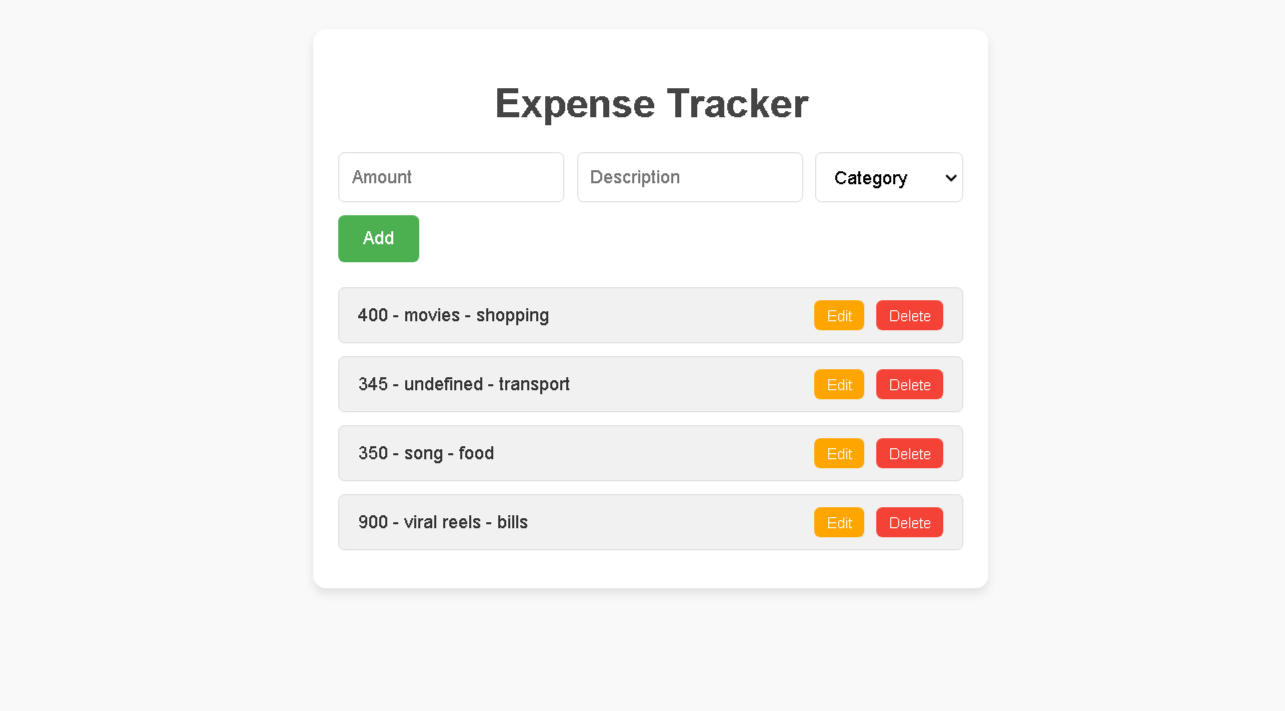 Expense Tracker
Amount Description Category
Add
400 - movies - shopping Edit Delete
345 - undefined - transport Edit Delete
350 - song - food Edit Delete
900 - viral reels - bills Edit Delete